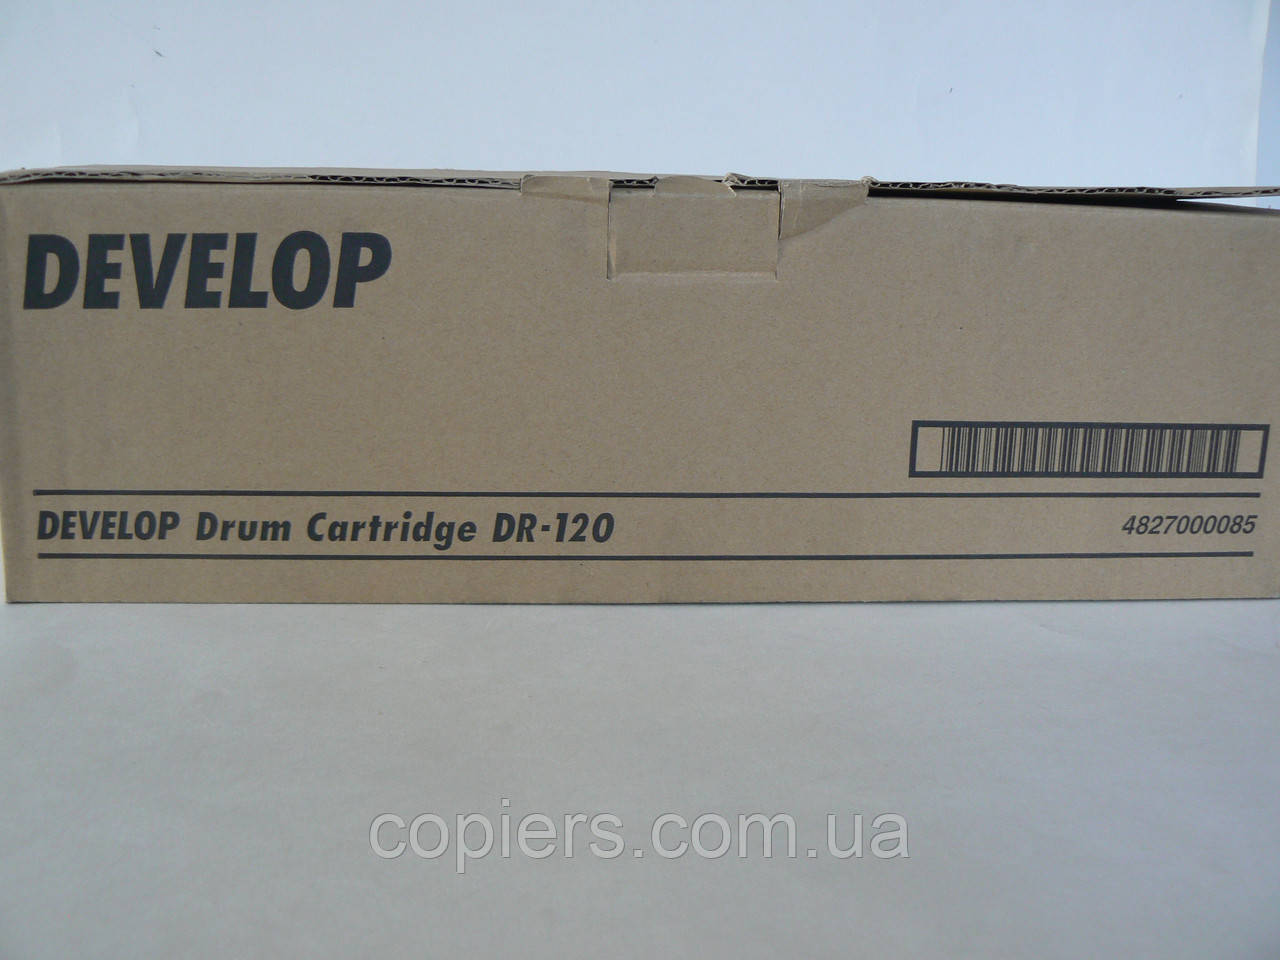 DEVELOP
DEVELOP Drum Cartridge DR-120
4827000085
copiers.com.ua